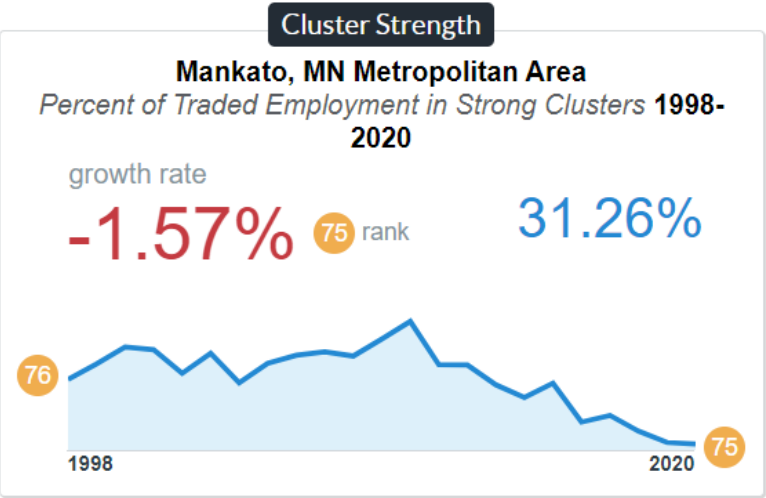 Cluster Strength
Mankato, MN Metropolitan Area
Percent of Traded Employment in Strong Clusters 1998-
2020
growth rate
-1.57% 75 rank
31.26%
76
75
1998
2020